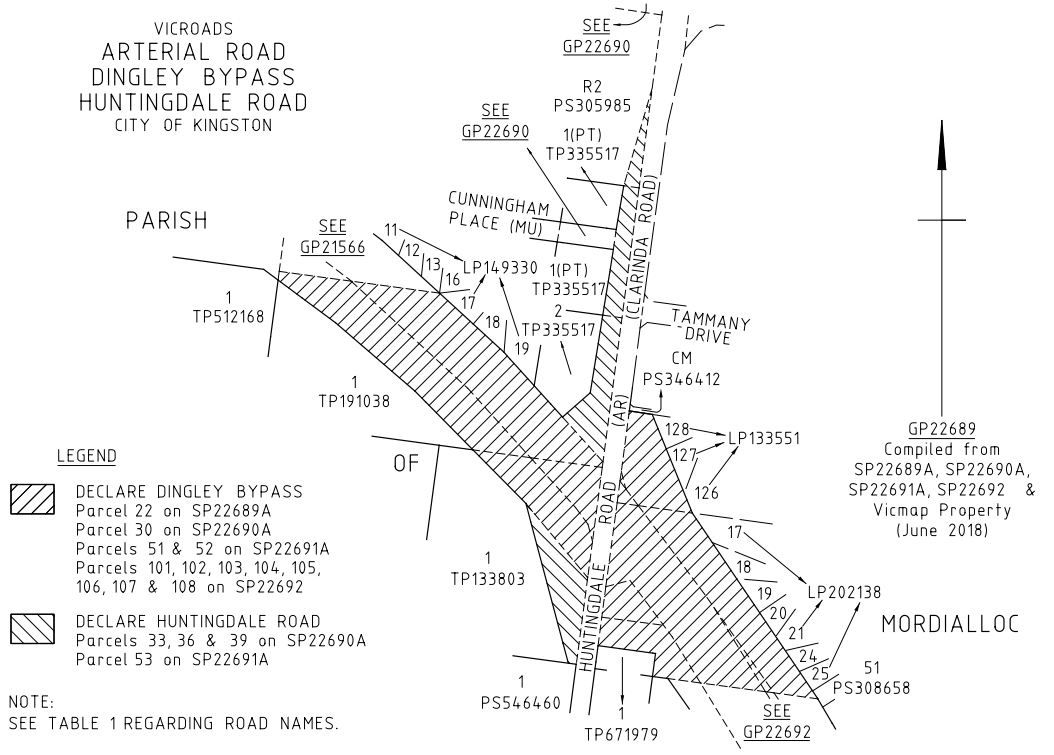 VICROADS
ARTERIAL ROAD
DINGLEY BYPASS
HUNTINGDALE ROAD
CITY OF KINGSTON
SEE
GP22690
R2
PS305985
SEE
GP22690
1(PT)
TP335517
CUNNINGHAM
PLACE (MU)
PARISH
SEE
GP21566
11
12
13
16
LP149330
17
18
19
1(PT)
TP335517
2
TP335517
(CLARINDA ROAD)
TAMMANY
DRIVE
CM
PS346412
1
TP512168
1
TP191038
OF
(AR)
HUNTINGDALE ROAD
128
127
126
LP133551
GP22689
Compiled from
SP22689A, SP22690A,
SP22691A, SP22692 &
Vicmap Property
(June 2018)
LEGEND
DECLARE DINGLEY BYPASS
Parcel 22 on SP22689A
Parcel 30 on SP22690A
Parcels 51 & 52 on SP22691A
Parcels 101, 102, 103, 104, 105,
106, 107 & 108 on SP22692
DECLARE HUNTINGDALE ROAD
Parcels 33, 36 & 39 on SP22690A
Parcel 53 on SP22691A
NOTE:
SEE TABLE 1 REGARDING ROAD NAMES.
1
TP133803
17
18
19
20
21
24
25
LP202138
MORDIALLOC
51
PS308658
1
PS546460
1
TP671979
SEE
GP22692